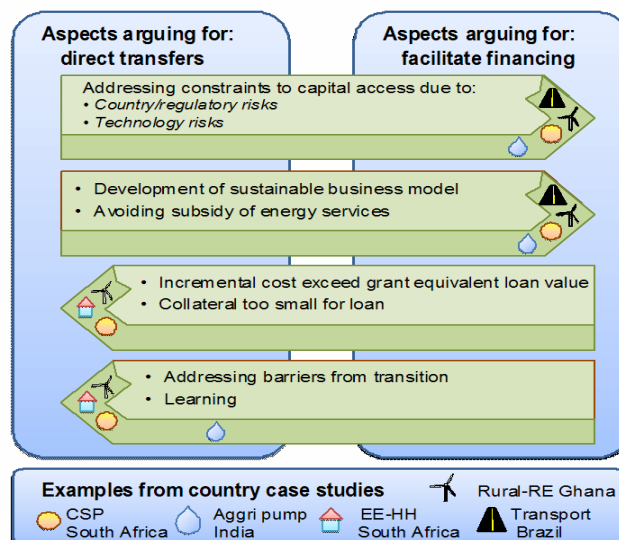 Aspects arguing for:
direct transfers
Aspects arguing for:
facilitate financing
Addressing constraints to capital access due to:
• Country/regulatory risks
• Technology risks
• Development of sustainable business model
• Avoiding subsidy of energy services
• Incremental cost exceed grant equivalent loan value
• Collateral too small for loan
• Addressing barriers from transition
• Learning
Examples from country case studies
Rural-RE Ghana
CSP
South Africa
Aggri pump
India
EE-HH
South Africa
Transport
Brazil